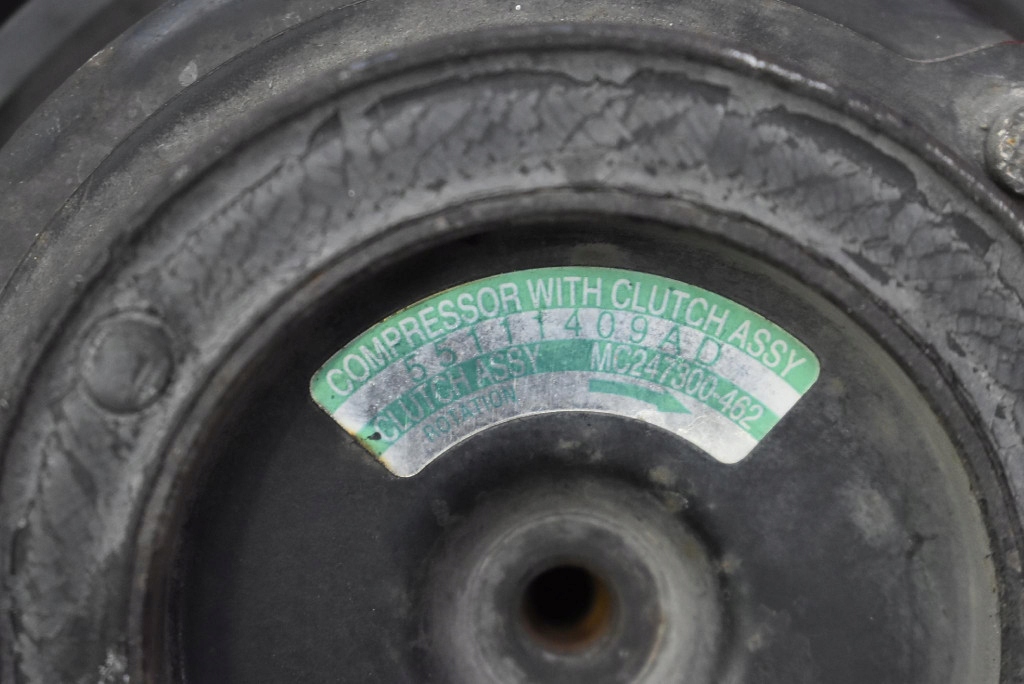 COMPRESSOR WITH CLUTCH ASSY
55111409AD
CLUTCH ASSY MC247300-462
ROTATION